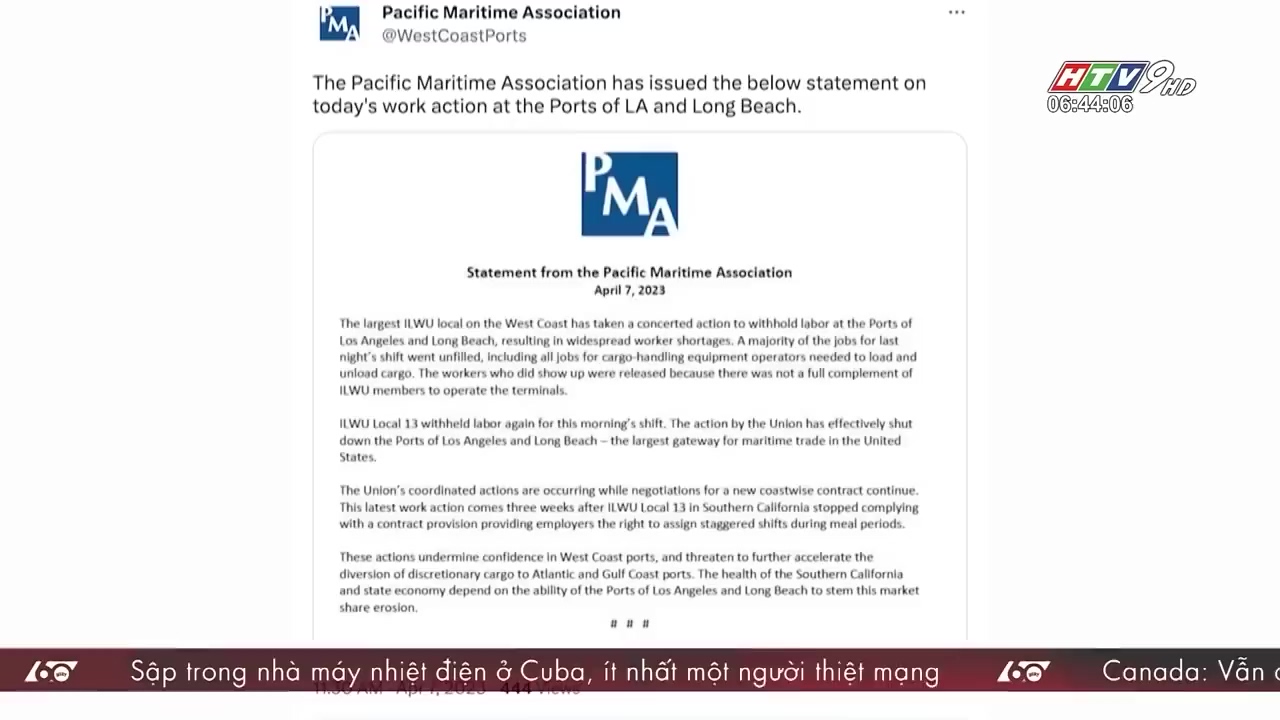 PMA
Pacific Maritime Association
@WestCoastPorts
...
The Pacific Maritime Association has issued the below statement on
today's work action at the Ports of LA and Long Beach.
HTV9HD
06:44:06
PMA
Statement from the Pacific Maritime Association
April 7, 2023
The largest ILWU local on the West Coast has taken a concerted action to withhold labor at the Ports of
Los Angeles and Long Beach, resulting in widespread worker shortages. A majority of the jobs for last
night's shift went unfilled, including all jobs for cargo-handling equipment operators needed to load and
unload cargo. The workers who did show up were released because there was not a full complement of
ILWU members to operate the terminals.
ILWU Local 13 withheld labor again for this morning's shift. The action by the Union has effectively shut
down the Ports of Los Angeles and Long Beach – the largest gateway for maritime trade in the United
States.
The Union's coordinated actions are occurring while negotiations for a new coastwise contract continue.
This latest work action comes three weeks after ILWU Local 13 in Southern California stopped complying
with a contract provision providing employers the right to assign staggered shifts during meal periods.
These actions undermine confidence in West Coast ports, and threaten to further accelerate the
diversion of discretionary cargo to Atlantic and Gulf Coast ports. The health of the Southern California
and state economy depend on the ability of the Ports of Los Angeles and Long Beach to stem this market
share erosion.
# # #
60 giây Sập trong nhà máy nhiệt điện ở Cuba, ít nhất một người thiệt mạng 60 giây Canada: Vẫn
11:36 AM · Apr 7, 2023 444 Views